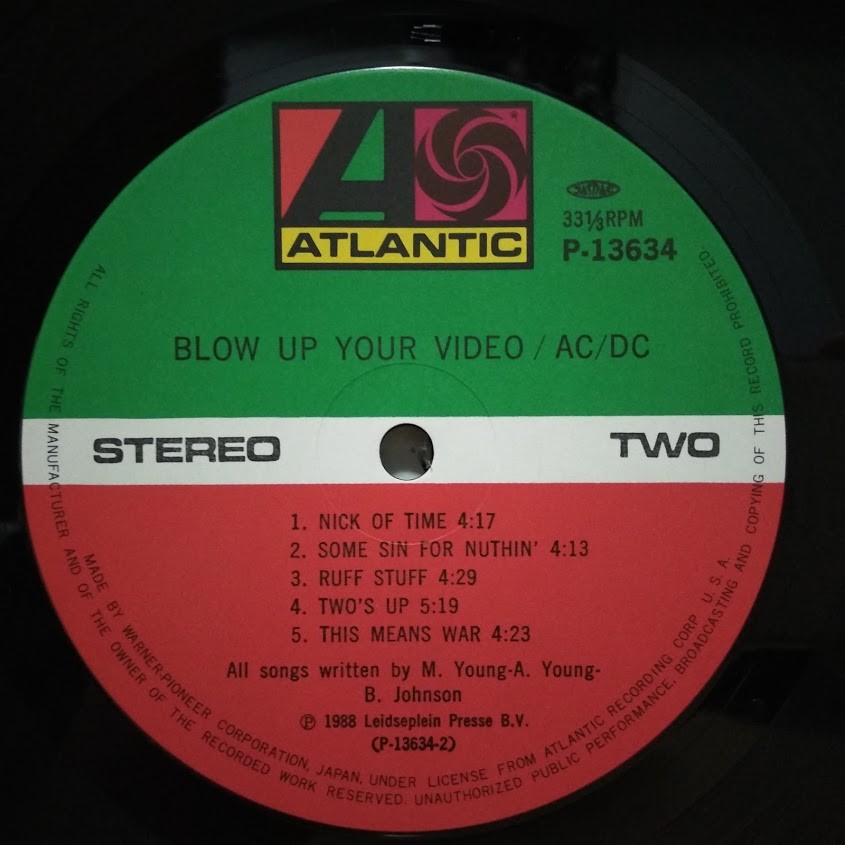 ATLANTIC
®
JASRAC
33⅓RPM
P-13634
BLOW UP YOUR VIDEO / AC/DC
STEREO
TWO
1. NICK OF TIME 4:17
2. SOME SIN FOR NUTHIN' 4:13
3. RUFF STUFF 4:29
4. TWO'S UP 5:19
5. THIS MEANS WAR 4:23
All songs written by M. Young-A. Young-
B. Johnson
℗ 1988 Leidseplein Presse B.V.
(P-13634-2)
MADE BY WARNER-PIONEER CORPORATION, JAPAN, UNDER LICENSE FROM ATLANTIC RECORDING CORP. U.S.A.
ALL RIGHTS OF THE MANUFACTURER AND OF THE OWNER OF THE RECORDED WORK RESERVED. UNAUTHORIZED PUBLIC PERFORMANCE, BROADCASTING AND COPYING OF THIS RECORD PROHIBITED.